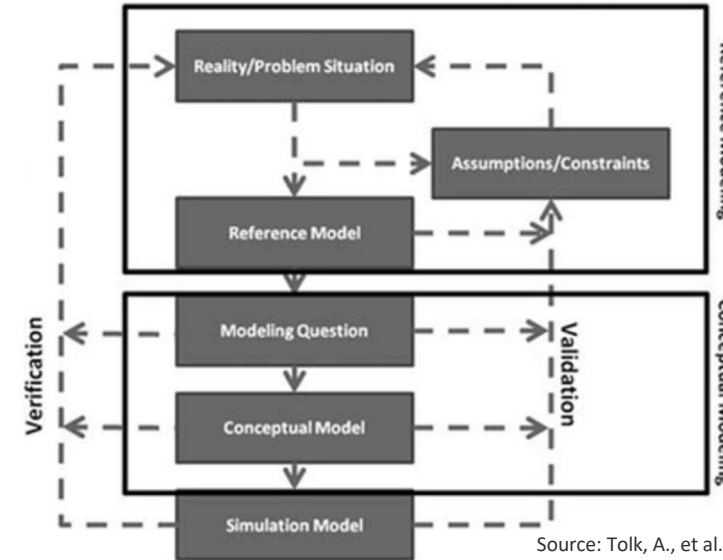 Reality/Problem Situation
Assumptions/Constraints
Reference Model
Modeling Question
Validation
Verification
Conceptual Model
Simulation Model
Source: Tolk, A., et al.